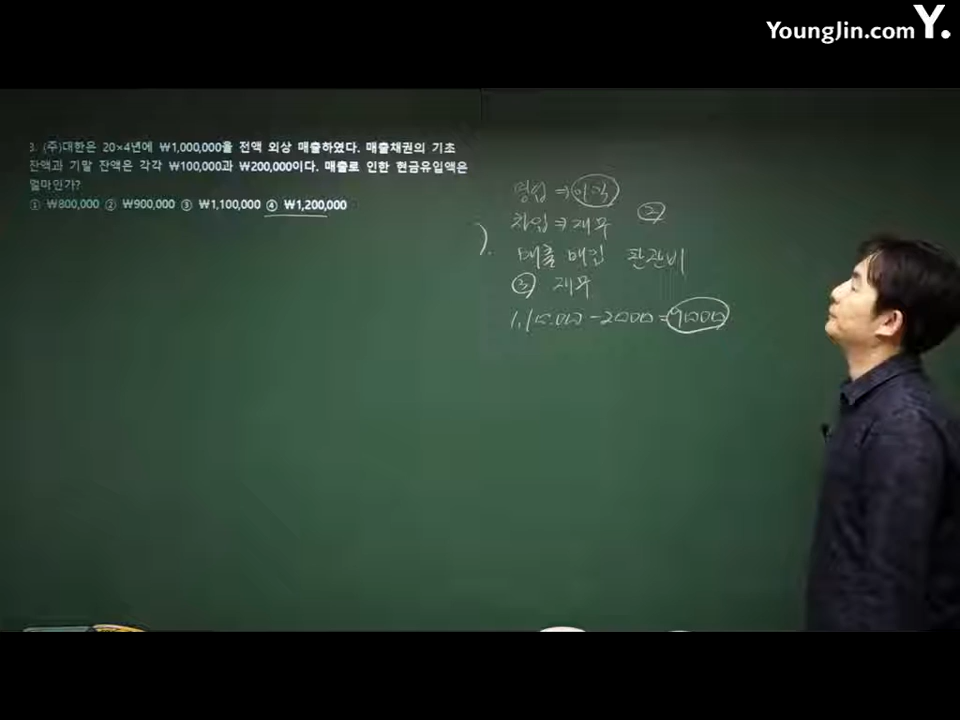 YoungJin.com Y.
3. (주)대한은 20×4년에 ₩1,000,000을 전액 외상 매출하였다. 매출채권의 기초
잔액과 기말 잔액은 각각 ₩100,000과 ₩200,000이다. 매출로 인한 현금유입액은
얼마인가?
① ₩800,000 ② ₩900,000 ③ ₩1,100,000 ④ ₩1,200,000
영업 ⇒ 이익
차입 ⇒ 재무 ②
매출 매입 판관비
③ 재무